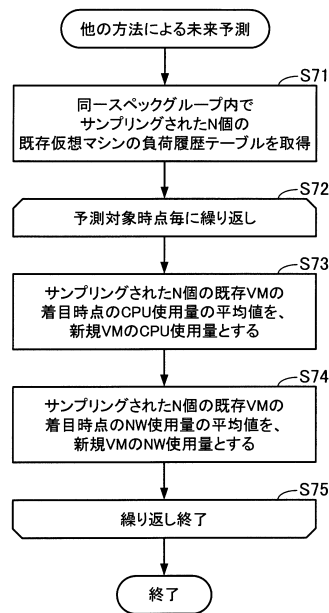 他の方法による未来予測
S71
同一スペックグループ内で
サンプリングされたN個の
既存仮想マシンの負荷履歴テーブルを取得
S72
予測対象時点毎に繰り返し
S73
サンプリングされたN個の既存VMの
着目時点のCPU使用量の平均値を、
新規VMのCPU使用量とする
S74
サンプリングされたN個の既存VMの
着目時点のNW使用量の平均値を、
新規VMのNW使用量とする
S75
繰り返し終了
終了